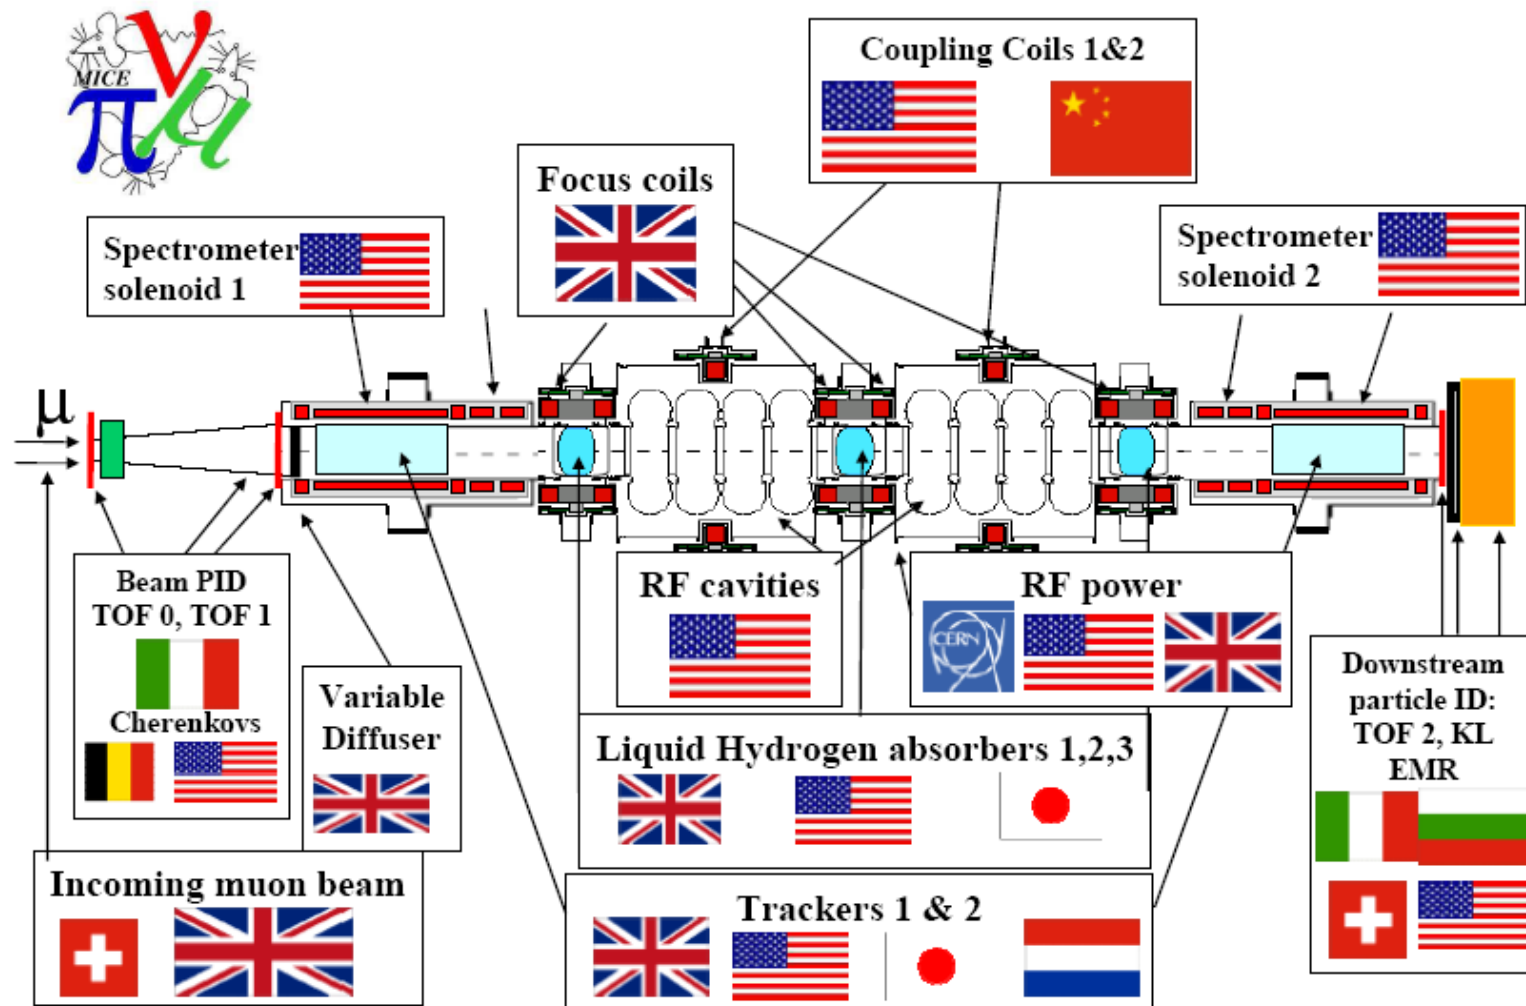 MICE
ν
π μ
Coupling Coils 1&2
Focus coils
Spectrometer
solenoid 1
Spectrometer
solenoid 2
μ
Beam PID
TOF 0, TOF 1
Cherenkovs
Variable
Diffuser
RF cavities
RF power
CERN
Downstream
particle ID:
TOF 2, KL
EMR
Liquid Hydrogen absorbers 1,2,3
Incoming muon beam
Trackers 1 & 2